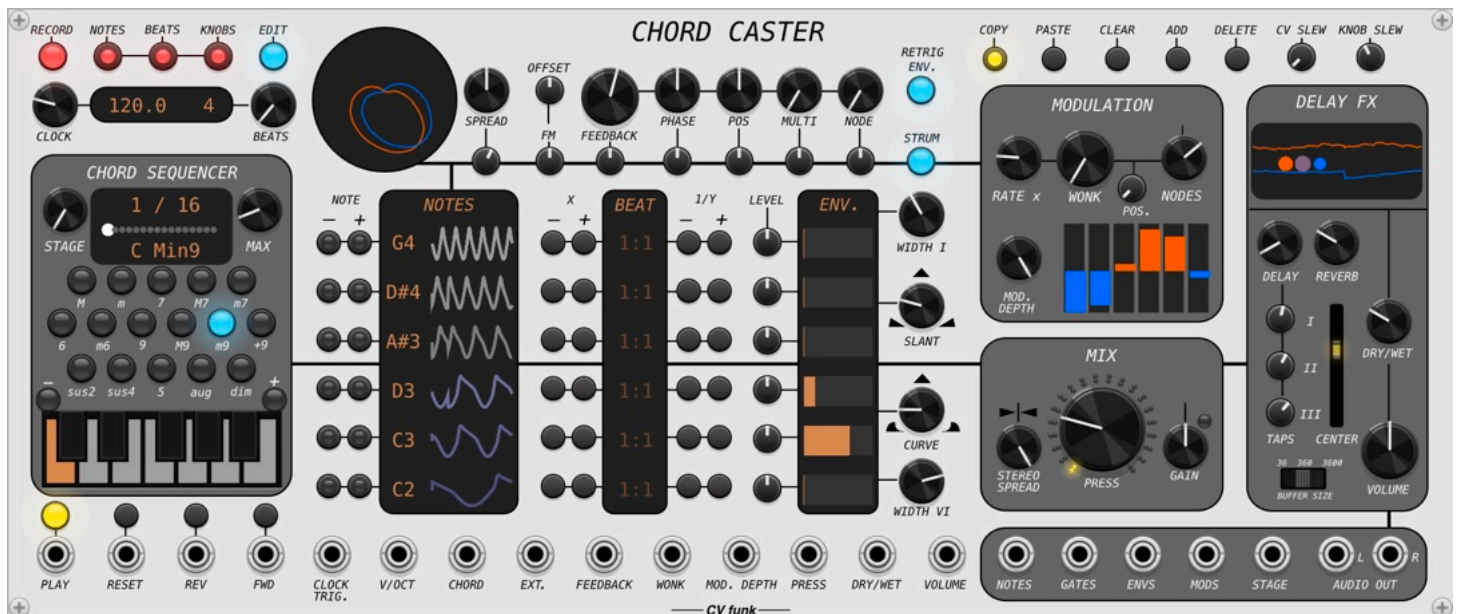 CHORD CASTER
RECORD NOTES BEATS KNOBS EDIT
120.0 4
CLOCK BEATS
OFFSET
SPREAD FM FEEDBACK PHASE POS MULTI NODE
RETRIG
ENV.
STRUM
COPY PASTE CLEAR ADD DELETE CV SLEW KNOB SLEW
CHORD SEQUENCER
1 / 16
C Min9
STAGE MAX
M m 7 M7 m7
6 m6 9 M9 m9 +9
sus2 sus4 5 aug dim
− +
NOTE
− +
NOTES
X
− +
BEAT
1/Y
− +
LEVEL
ENV.
G4 1:1
D#4 1:1
A#3 1:1
D3 1:1
C3 1:1
C2 1:1
WIDTH I
SLANT
CURVE
WIDTH VI
MODULATION
RATE x WONK POS. NODES
MOD.
DEPTH
MIX
STEREO
SPREAD
PRESS
GAIN
DELAY FX
DELAY REVERB
I
II
III
TAPS CENTER
DRY/WET
36 360 3600
BUFFER SIZE
VOLUME
PLAY RESET REV FWD
CLOCK
TRIG.
V/OCT CHORD EXT. FEEDBACK WONK MOD. DEPTH PRESS DRY/WET VOLUME
NOTES GATES ENVS MODS STAGE
L R
AUDIO OUT
CV funk